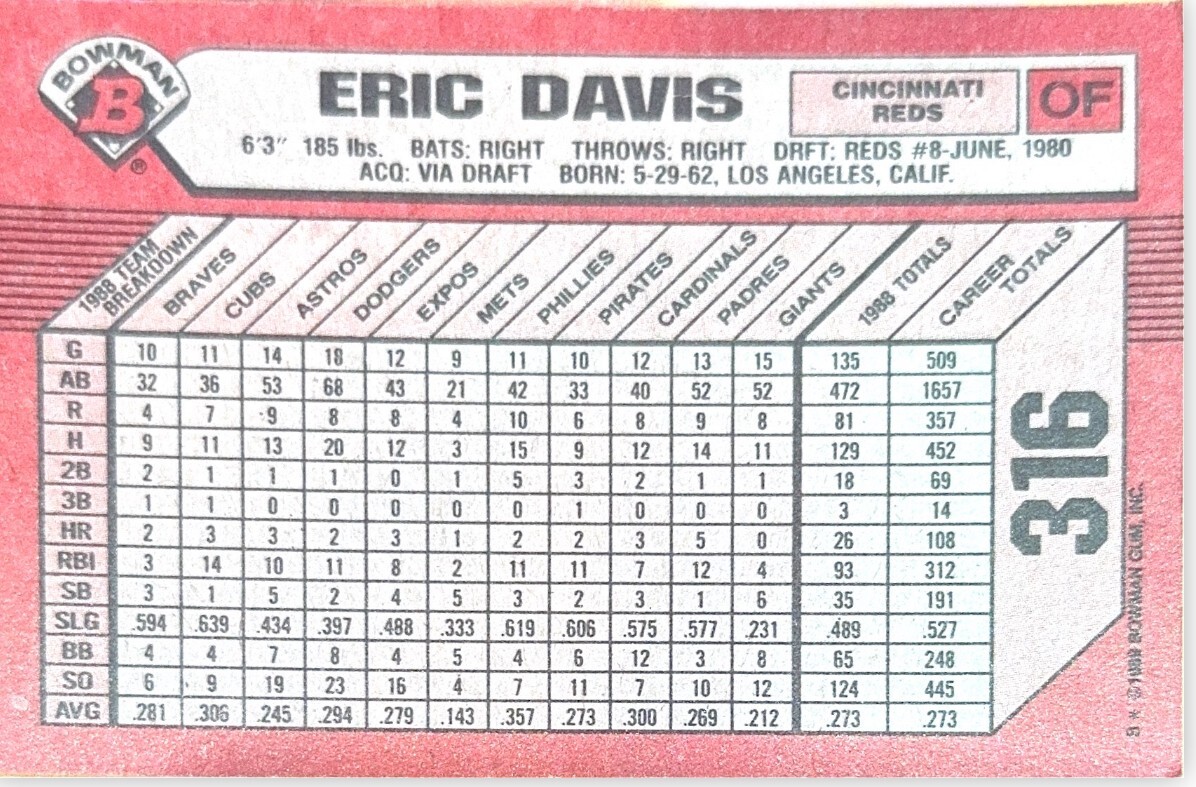 BOWMAN
B
®
ERIC DAVIS
CINCINNATI
REDS
OF
6'3" 185 lbs. BATS: RIGHT THROWS: RIGHT DRFT: REDS #8-JUNE, 1980
ACQ: VIA DRAFT BORN: 5-29-62, LOS ANGELES, CALIF.
1988 TEAM BREAKDOWN BRAVES CUBS ASTROS DODGERS EXPOS METS PHILLIES PIRATES CARDINALS PADRES GIANTS 1988 TOTALS CAREER TOTALS
G 10 11 14 18 12 9 11 10 12 13 15 135 509
AB 32 36 53 68 43 21 42 33 40 52 52 472 1657
R 4 7 9 8 8 4 10 6 8 9 8 81 357
H 9 11 13 20 12 3 15 9 12 14 11 129 452
2B 2 1 1 1 0 1 5 3 2 1 1 18 69
3B 1 1 0 0 0 0 0 1 0 0 0 3 14
HR 2 3 3 2 3 1 2 2 3 5 0 26 108
RBI 3 14 10 11 8 2 11 11 7 12 4 93 312
SB 3 1 5 2 4 5 3 2 3 1 6 35 191
SLG .594 .639 .434 .397 .488 .333 .619 .606 .575 .577 .231 .489 .527
BB 4 4 7 8 4 5 4 6 12 3 8 65 248
SO 6 9 19 23 16 4 7 11 7 10 12 124 445
AVG .281 .306 .245 .294 .279 .143 .357 .273 .300 .269 .212 .273 .273
316
© 1989 BOWMAN GUM, INC.